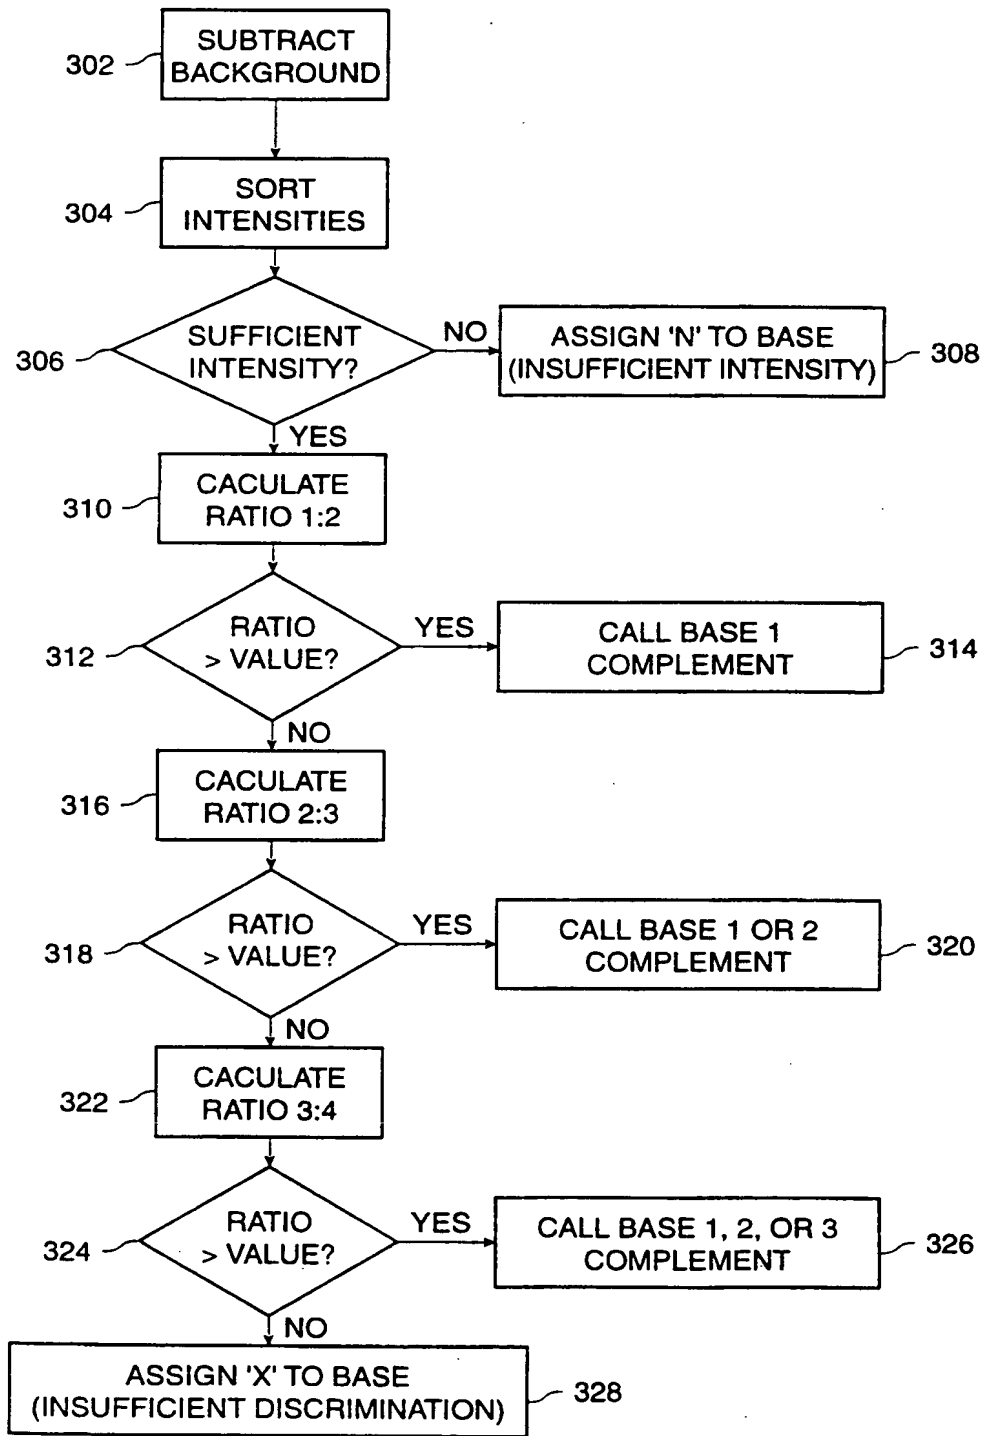 SUBTRACT
BACKGROUND
302
SORT
INTENSITIES
304
SUFFICIENT
INTENSITY?
306
NO
ASSIGN 'N' TO BASE
(INSUFFICIENT INTENSITY)
308
YES
CACULATE
RATIO 1:2
310
RATIO
> VALUE?
312
YES
CALL BASE 1
COMPLEMENT
314
NO
CACULATE
RATIO 2:3
316
RATIO
> VALUE?
318
YES
CALL BASE 1 OR 2
COMPLEMENT
320
NO
CACULATE
RATIO 3:4
322
RATIO
> VALUE?
324
YES
CALL BASE 1, 2, OR 3
COMPLEMENT
326
NO
ASSIGN 'X' TO BASE
(INSUFFICIENT DISCRIMINATION)
328